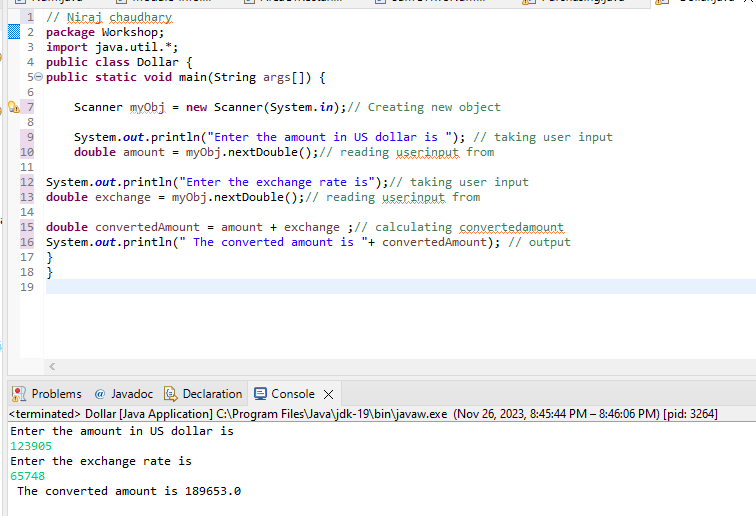 1 // Niraj chaudhary
2 package Workshop;
3 import java.util.*;
4 public class Dollar {
5 public static void main(String args[]) {
6
7 Scanner myObj = new Scanner(System.in);// Creating new object
8
9 System.out.println("Enter the amount in US dollar is "); // taking user input
10 double amount = myObj.nextDouble();// reading userinput from
11
12 System.out.println("Enter the exchange rate is");// taking user input
13 double exchange = myObj.nextDouble();// reading userinput from
14
15 double convertedAmount = amount + exchange ;// calculating convertedamount
16 System.out.println(" The converted amount is "+ convertedAmount); // output
17 }
18 }
19
Problems @ Javadoc Declaration Console
<terminated> Dollar [Java Application] C:\Program Files\Java\jdk-19\bin\javaw.exe (Nov 26, 2023, 8:45:44 PM – 8:46:06 PM) [pid: 3264]
Enter the amount in US dollar is
123905
Enter the exchange rate is
65748
The converted amount is 189653.0